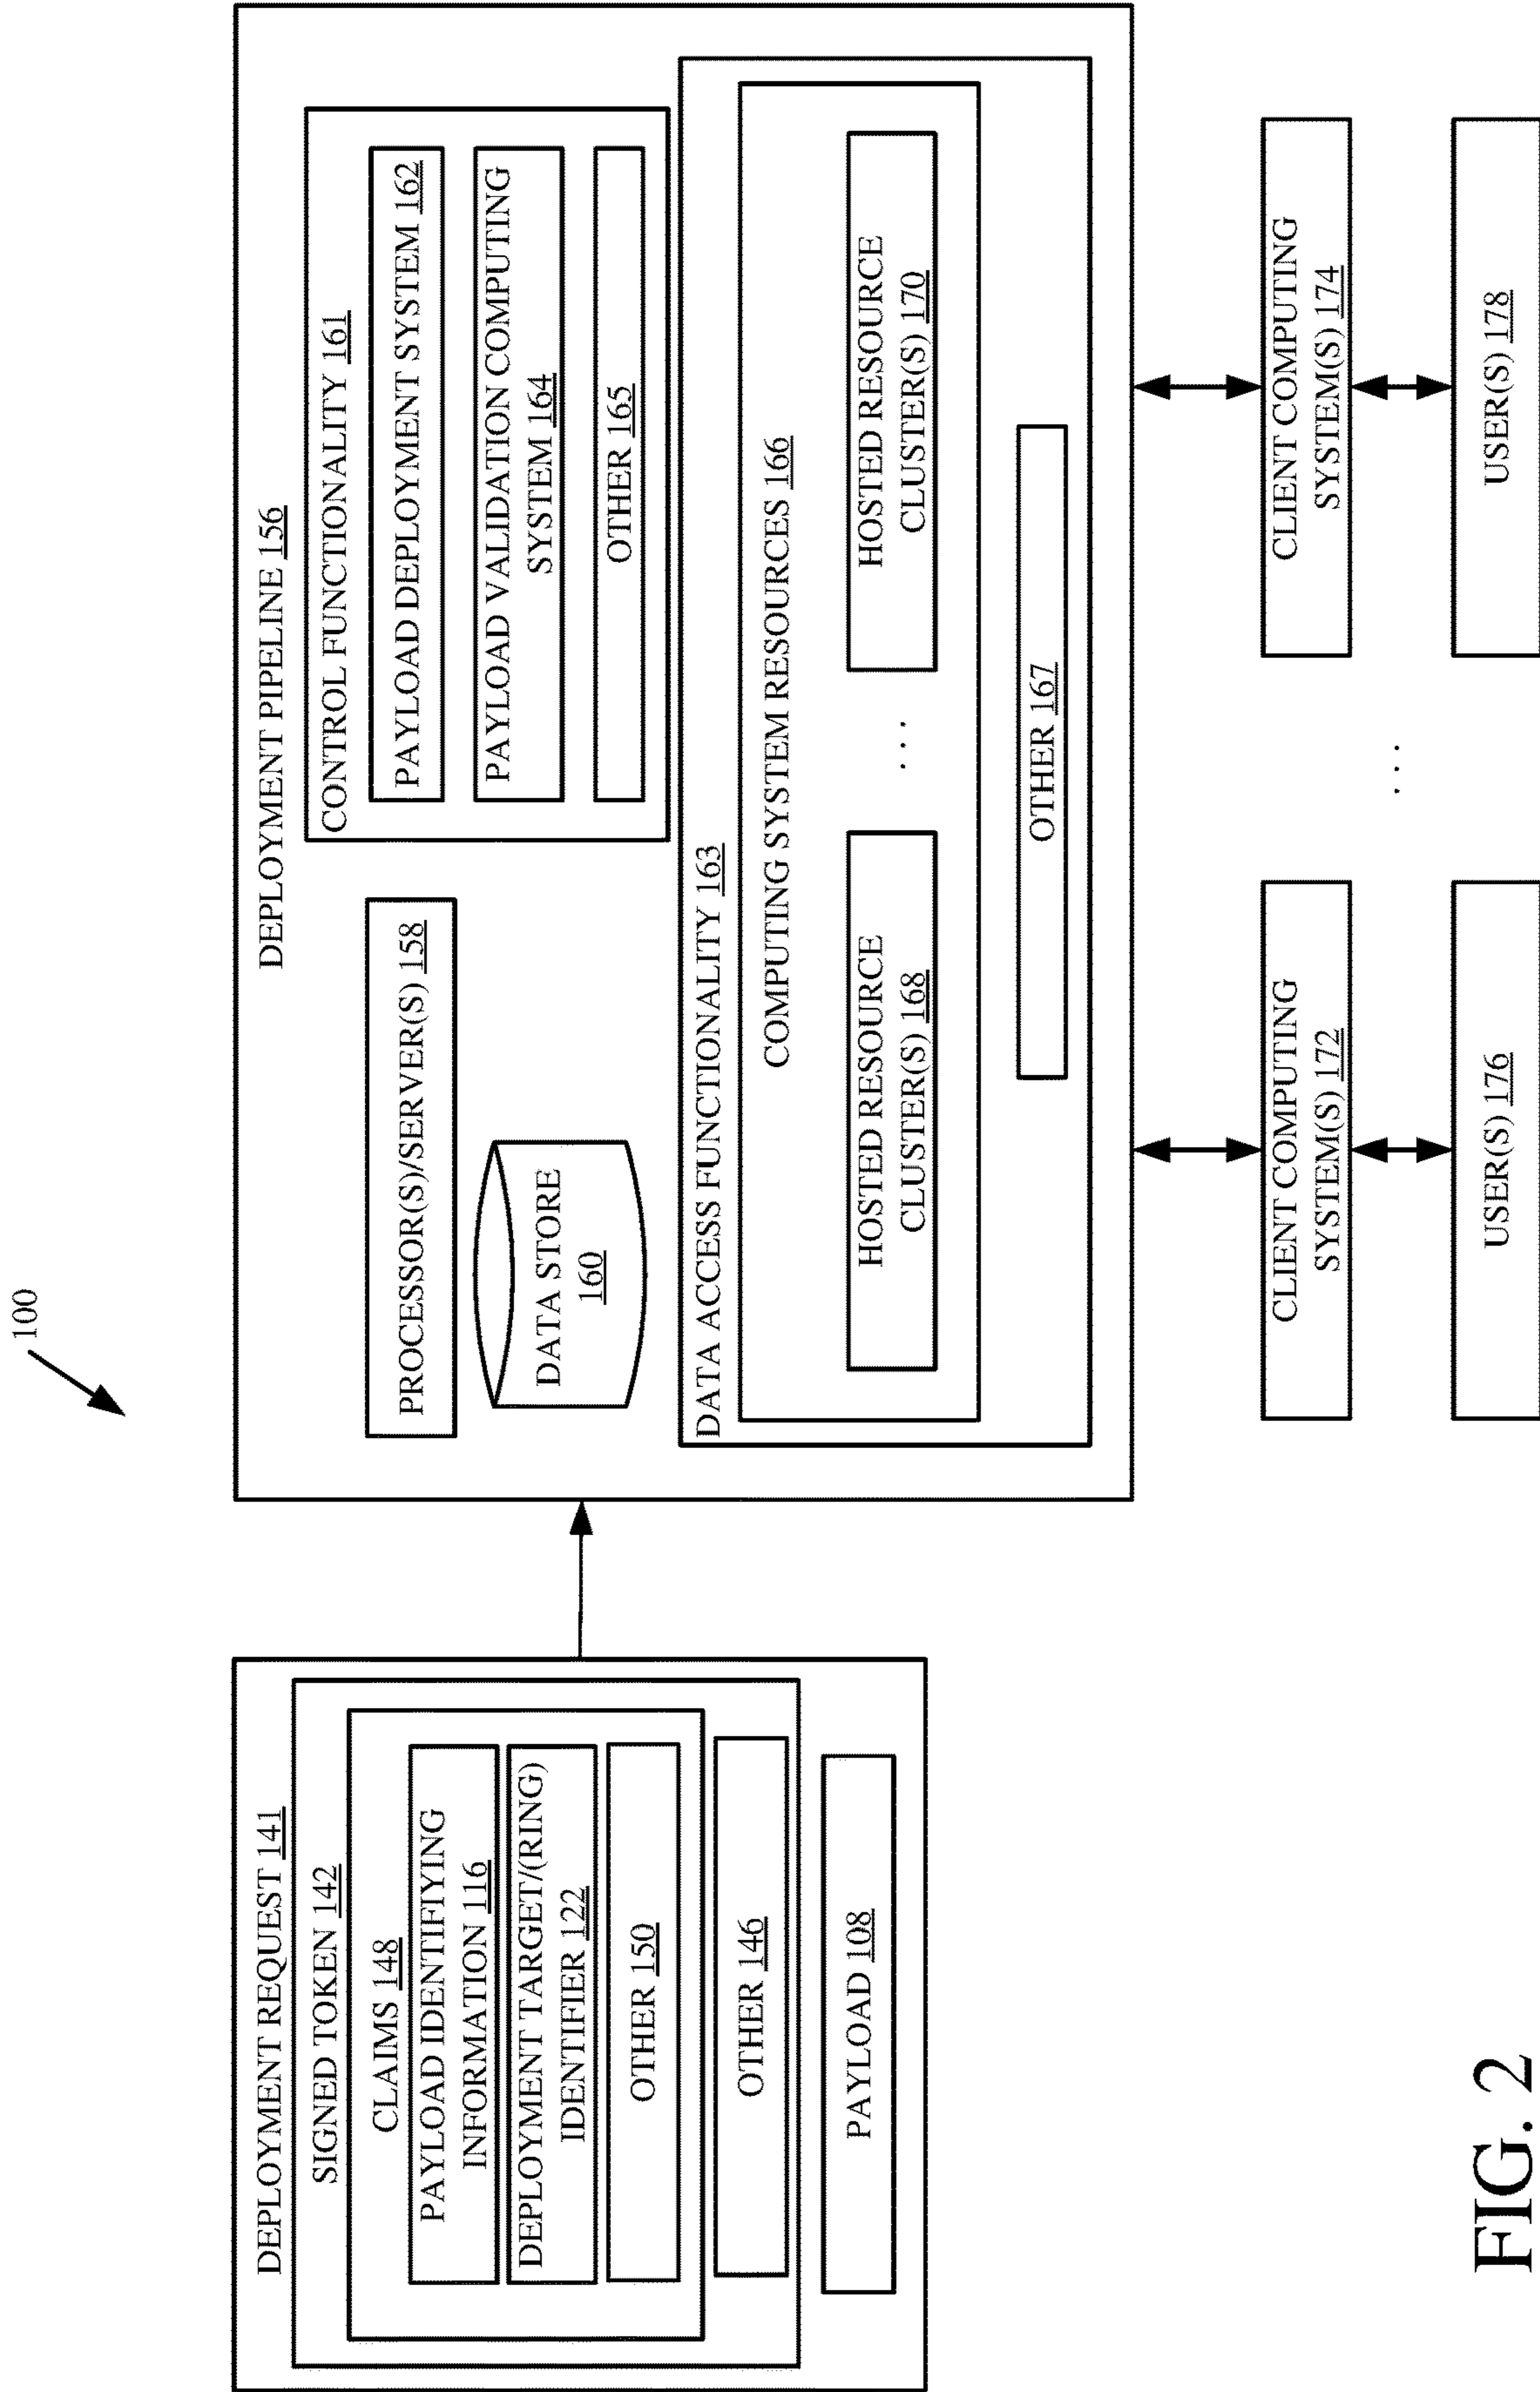 100
DEPLOYMENT REQUEST 141
SIGNED TOKEN 142
CLAIMS 148
PAYLOAD IDENTIFIYING
INFORMATION 116
DEPLOYMENT TARGET/(RING)
IDENTIFIER 122
OTHER 150
OTHER 146
PAYLOAD 108
DEPLOYMENT PIPELINE 156
PROCESSOR(S)/SERVER(S) 158
DATA STORE
160
CONTROL FUNCTIONALITY 161
PAYLOAD DEPLOYMENT SYSTEM 162
PAYLOAD VALIDATION COMPUTING
SYSTEM 164
OTHER 165
DATA ACCESS FUNCTIONALITY 163
COMPUTING SYSTEM RESOURCES 166
HOSTED RESOURCE
CLUSTER(S) 168
. . .
HOSTED RESOURCE
CLUSTER(S) 170
OTHER 167
CLIENT COMPUTING
SYSTEM(S) 172
. . .
CLIENT COMPUTING
SYSTEM(S) 174
USER(S) 176
USER(S) 178
FIG. 2